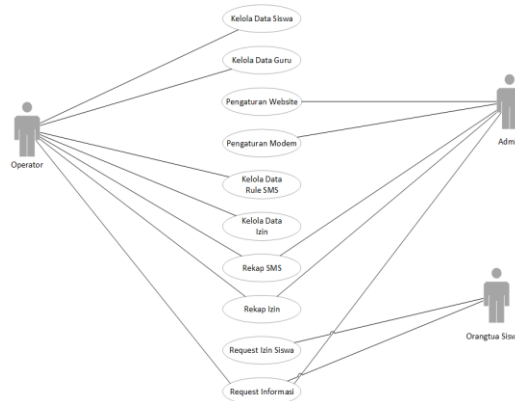 Kelola Data Siswa
Kelola Data Guru
Pengaturan Website
Admi
Pengaturan Modem
Operator
Kelola Data
Rule SMS
Kelola Data
Izin
Rekap SMS
Rekap Izin
Orangtua Sisw
Request Izin Siswa
Request Informasi